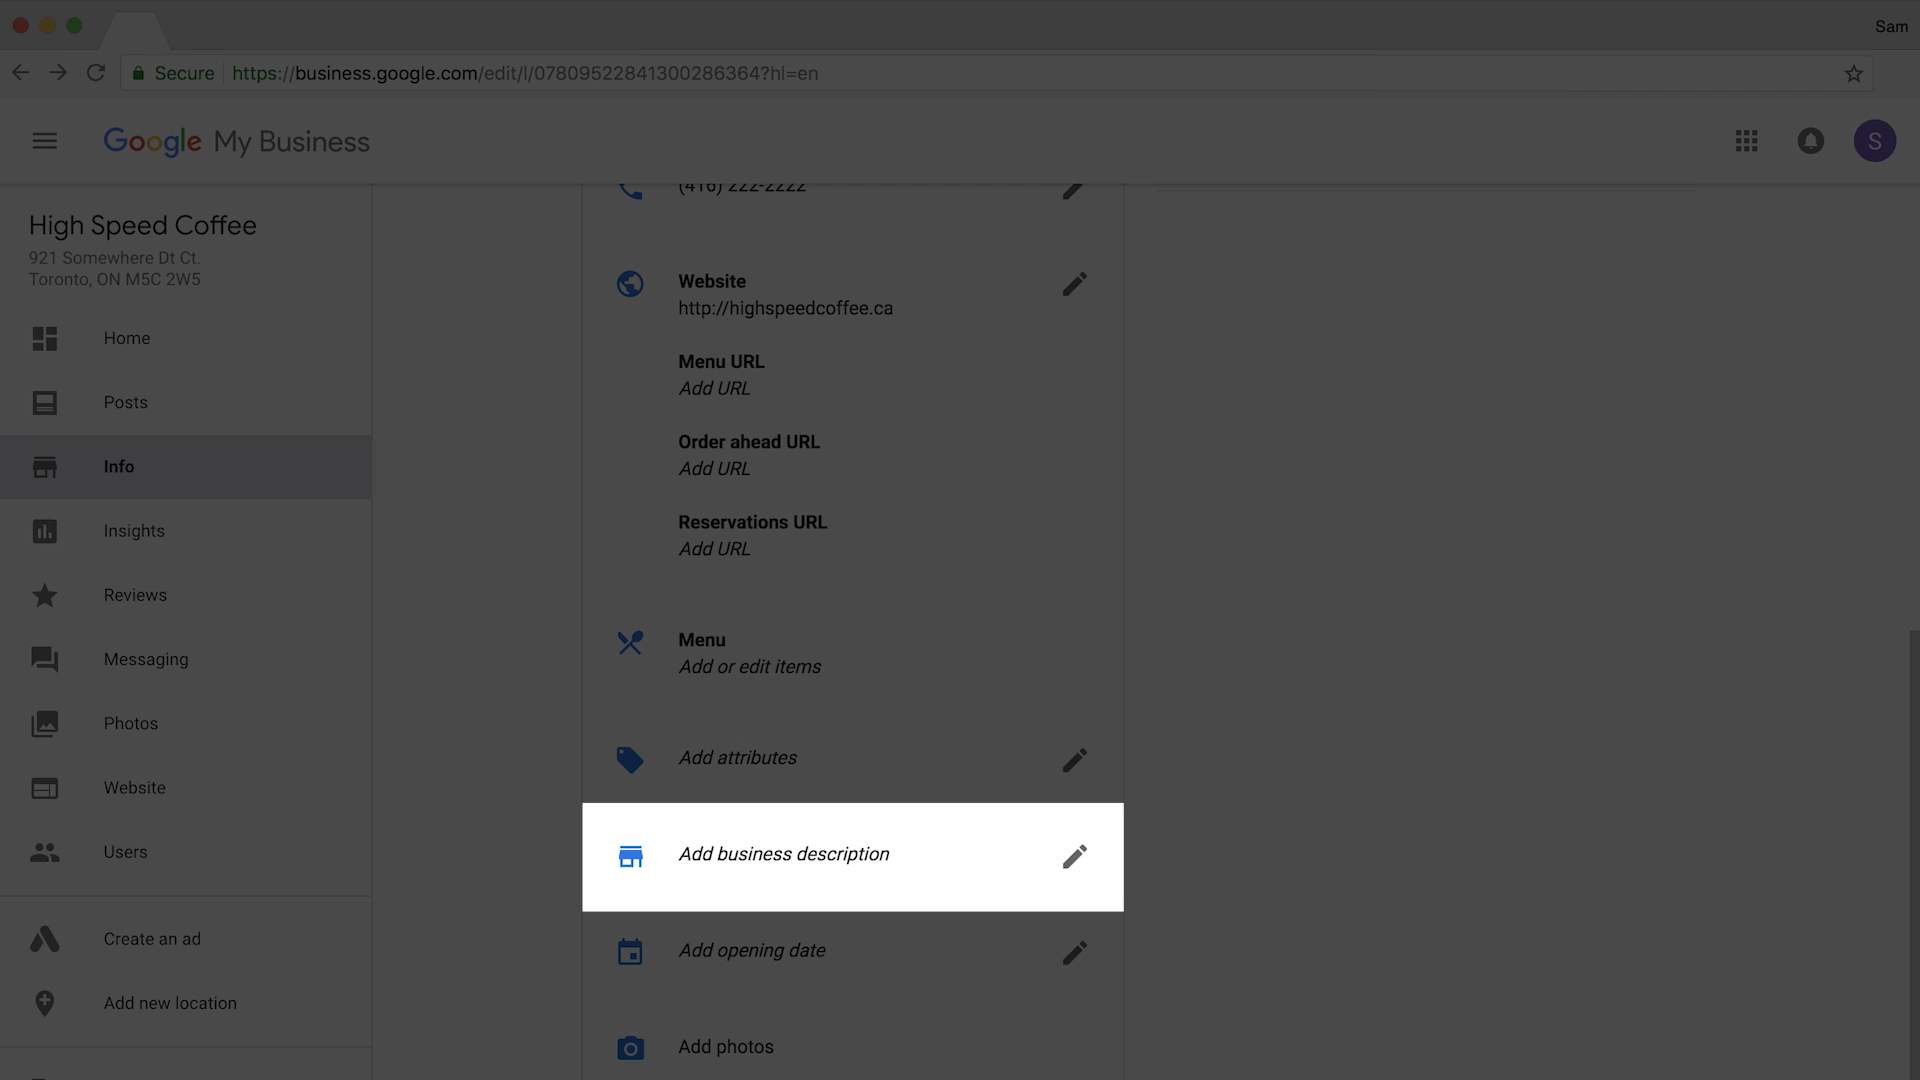 Sam
Secure https://business.google.com/edit/l/07809522841300286364?hl=en
Google My Business
S
High Speed Coffee
921 Somewhere Dt Ct.
Toronto, ON M5C 2W5
Home
Posts
Info
Insights
Reviews
Messaging
Photos
Website
Users
Create an ad
Add new location
(416) 222-2222
Website
http://highspeedcoffee.ca
Menu URL
Add URL
Order ahead URL
Add URL
Reservations URL
Add URL
Menu
Add or edit items
Add attributes
Add business description
Add opening date
Add photos